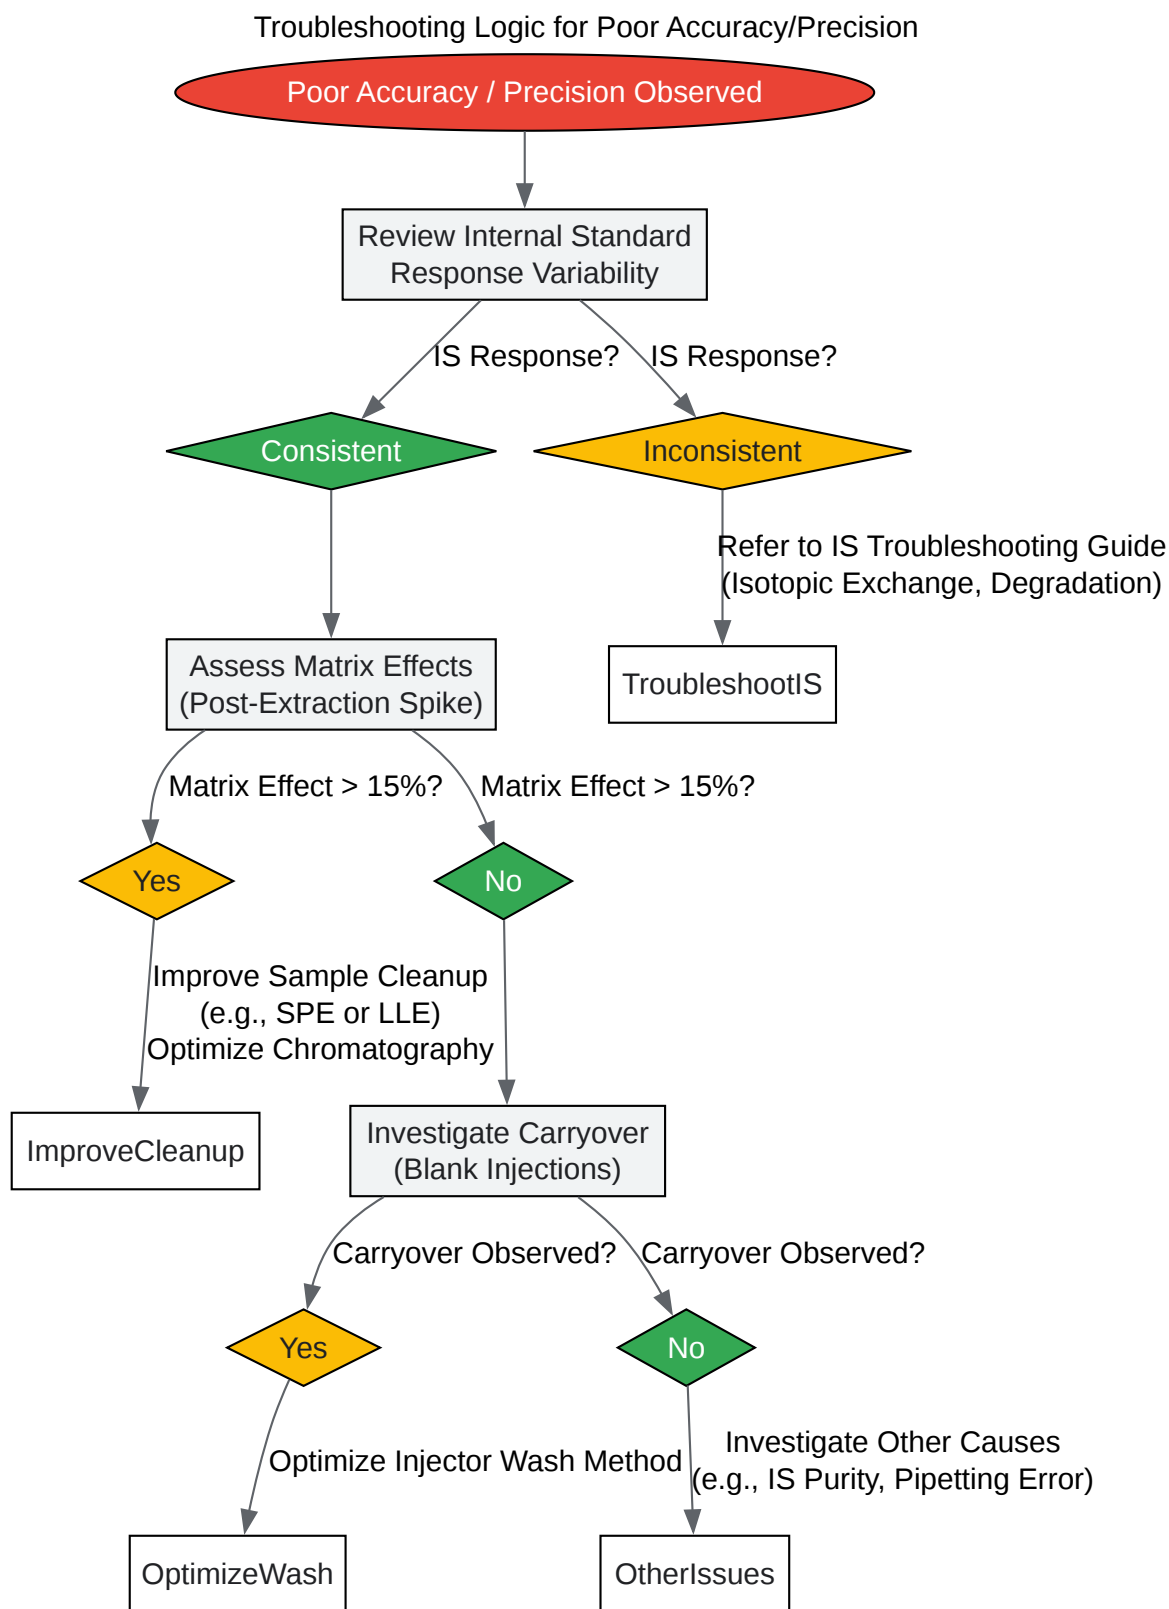 Troubleshooting Logic for Poor Accuracy/Precision
Poor Accuracy / Precision Observed
Review Internal Standard
Response Variability
IS Response?
IS Response?
Consistent
Inconsistent
Refer to IS Troubleshooting Guide
(Isotopic Exchange, Degradation)
Assess Matrix Effects
(Post-Extraction Spike)
TroubleshootIS
Matrix Effect > 15%?
Matrix Effect > 15%?
Yes
No
Improve Sample Cleanup
(e.g., SPE or LLE)
Optimize Chromatography
ImproveCleanup
Investigate Carryover
(Blank Injections)
Carryover Observed?
Carryover Observed?
Yes
No
Optimize Injector Wash Method
Investigate Other Causes
(e.g., IS Purity, Pipetting Error)
OptimizeWash
OtherIssues